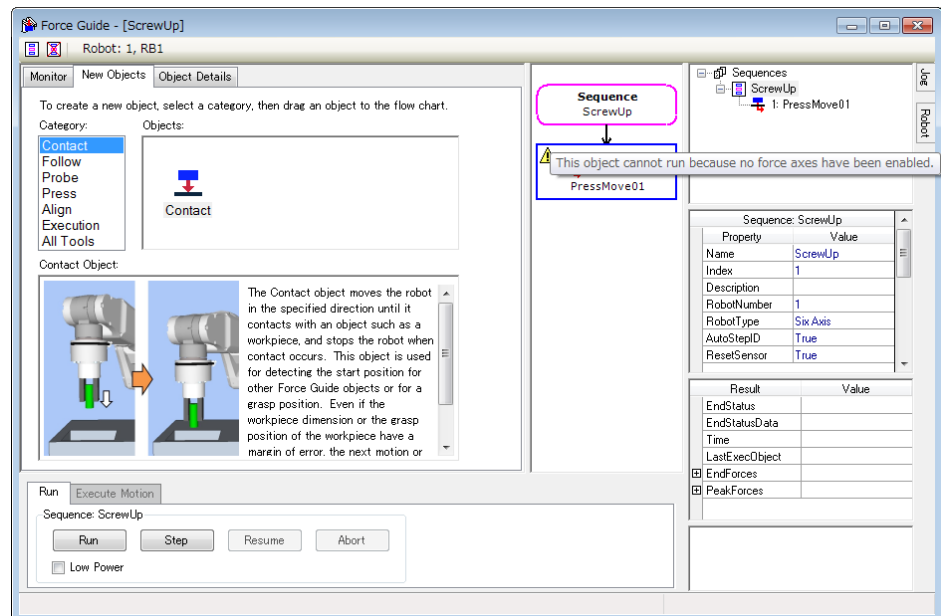 Force Guide - [ScrewUp]
Robot: 1, RB1
Monitor
New Objects
Object Details
To create a new object, select a category, then drag an object to the flow chart.
Category:
Objects:
Contact
Follow
Probe
Press
Align
Execution
All Tools
Contact
Contact Object:
The Contact object moves the robot
in the specified direction until it
contacts with an object such as a
workpiece, and stops the robot when
contact occurs. This object is used
for detecting the start position for
other Force Guide objects or for a
grasp position. Even if the
workpiece dimension or the grasp
position of the workpiece have a
margin of error, the next motion or
Run
Execute Motion
Sequence: ScrewUp
Run
Step
Resume
Abort
Low Power
Sequence
ScrewUp
This object cannot run because no force axes have been enabled.
PressMove01
Sequences
ScrewUp
1: PressMove01
Jog
Robot
Sequence: ScrewUp
Property Value
Name ScrewUp
Index 1
Description
RobotNumber 1
RobotType Six Axis
AutoStepID True
ResetSensor True
Result Value
EndStatus
EndStatusData
Time
LastExecObject
EndForces
PeakForces